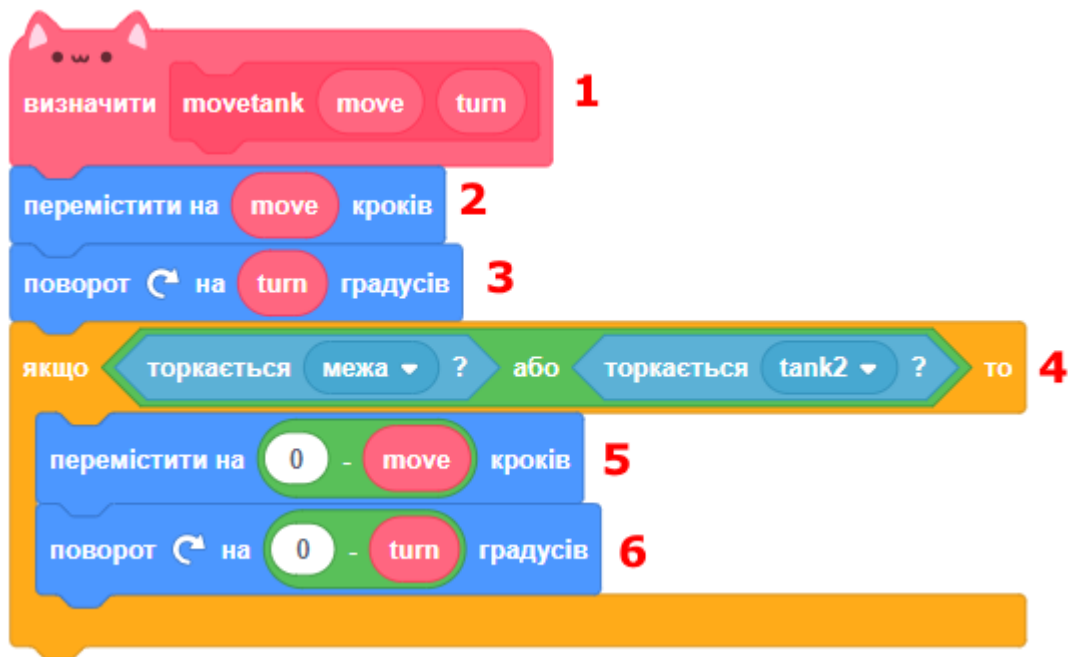 визначити movetank move turn 1
перемістити на move кроків 2
поворот на turn градусів 3
якщо торкається межа ? або торкається tank2 ? то 4
перемістити на 0 - move кроків 5
поворот на 0 - turn градусів 6